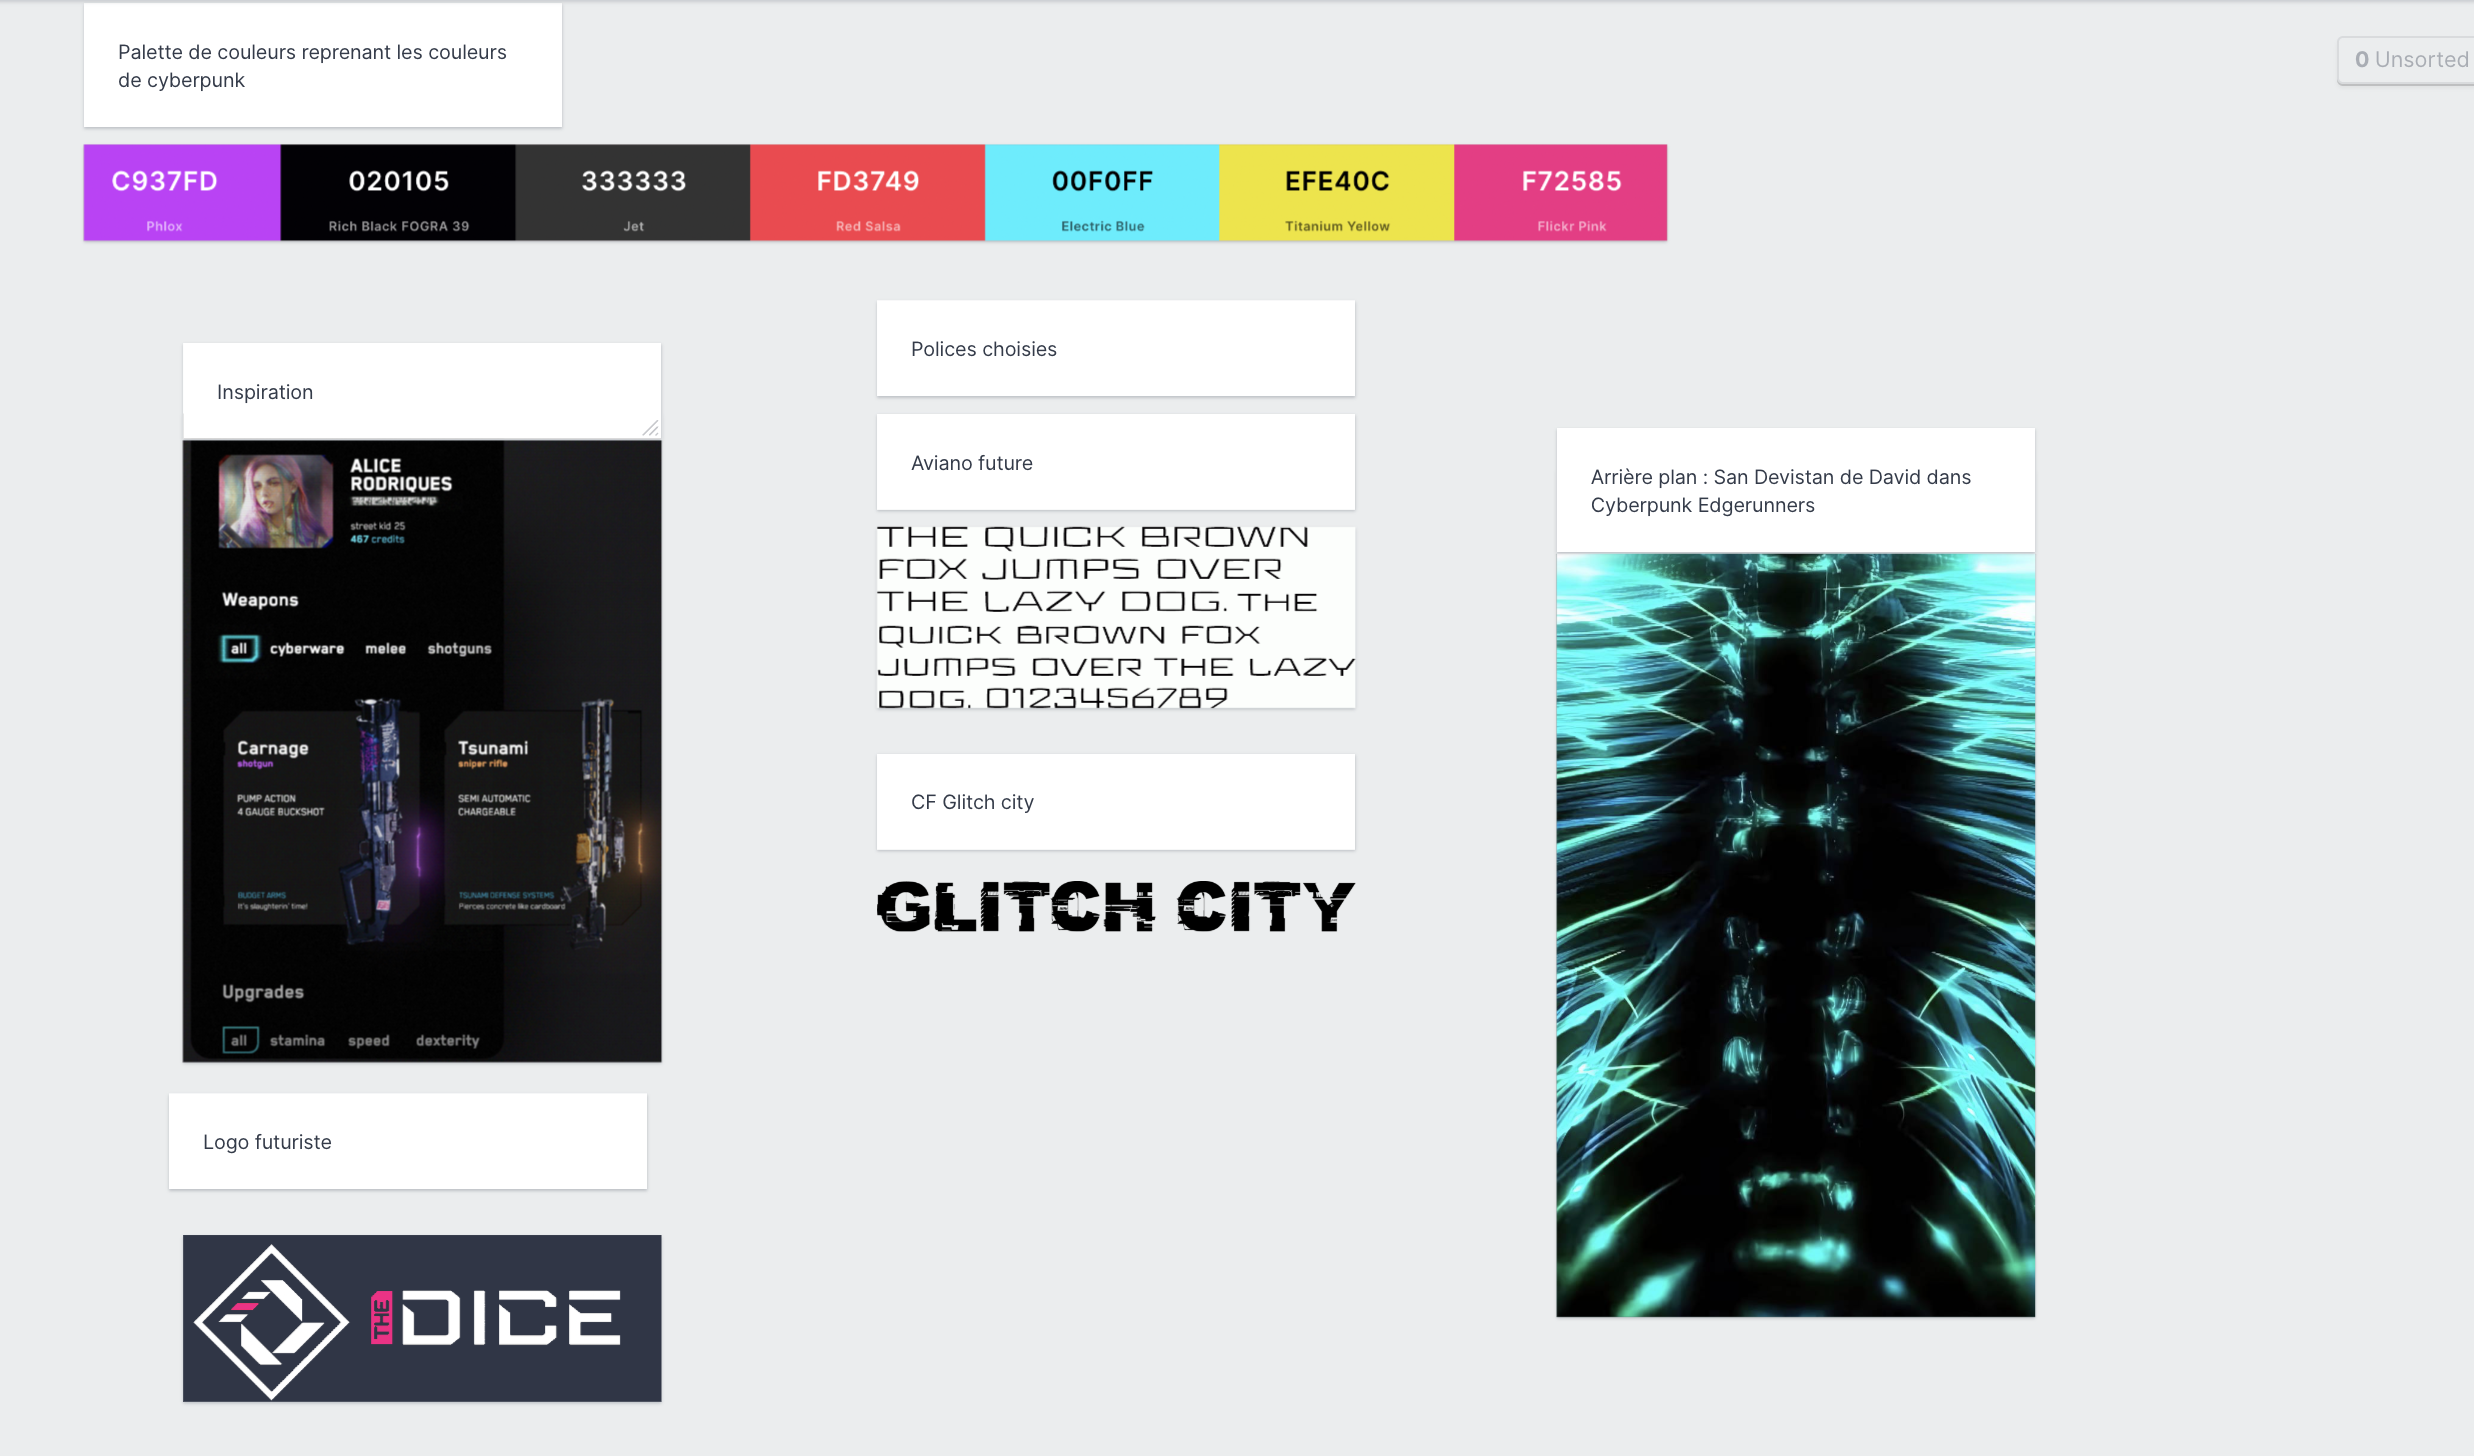 Palette de couleurs reprenant les couleurs
de cyberpunk
0 Unsorted
C937FD
Phlox
020105
Rich Black FOGRA 39
333333
Jet
FD3749
Red Salsa
00F0FF
Electric Blue
EFE40C
Titanium Yellow
F72585
Flickr Pink
Inspiration
ALICE
RODRIQUES
street kid 25
467 credits
Weapons
all cyberware melee shotguns
Carnage
shotgun
PUMP ACTION
4 GAUGE BUCKSHOT
BUDGET ARMS
It's slaughterin' time!
Tsunami
sniper rifle
SEMI AUTOMATIC
CHARGEABLE
TSUNAMI DEFENSE SYSTEMS
Pierces concrete like cardboard
Upgrades
all stamina speed dexterity
Logo futuriste
THE DICE
Polices choisies
Aviano future
THE QUICK BROWN
FOX JUMPS OVER
THE LAZY DOG. THE
QUICK BROWN FOX
JUMPS OVER THE LAZY
DOG. 0123456789
CF Glitch city
GLITCH CITY
Arrière plan : San Devistan de David dans
Cyberpunk Edgerunners